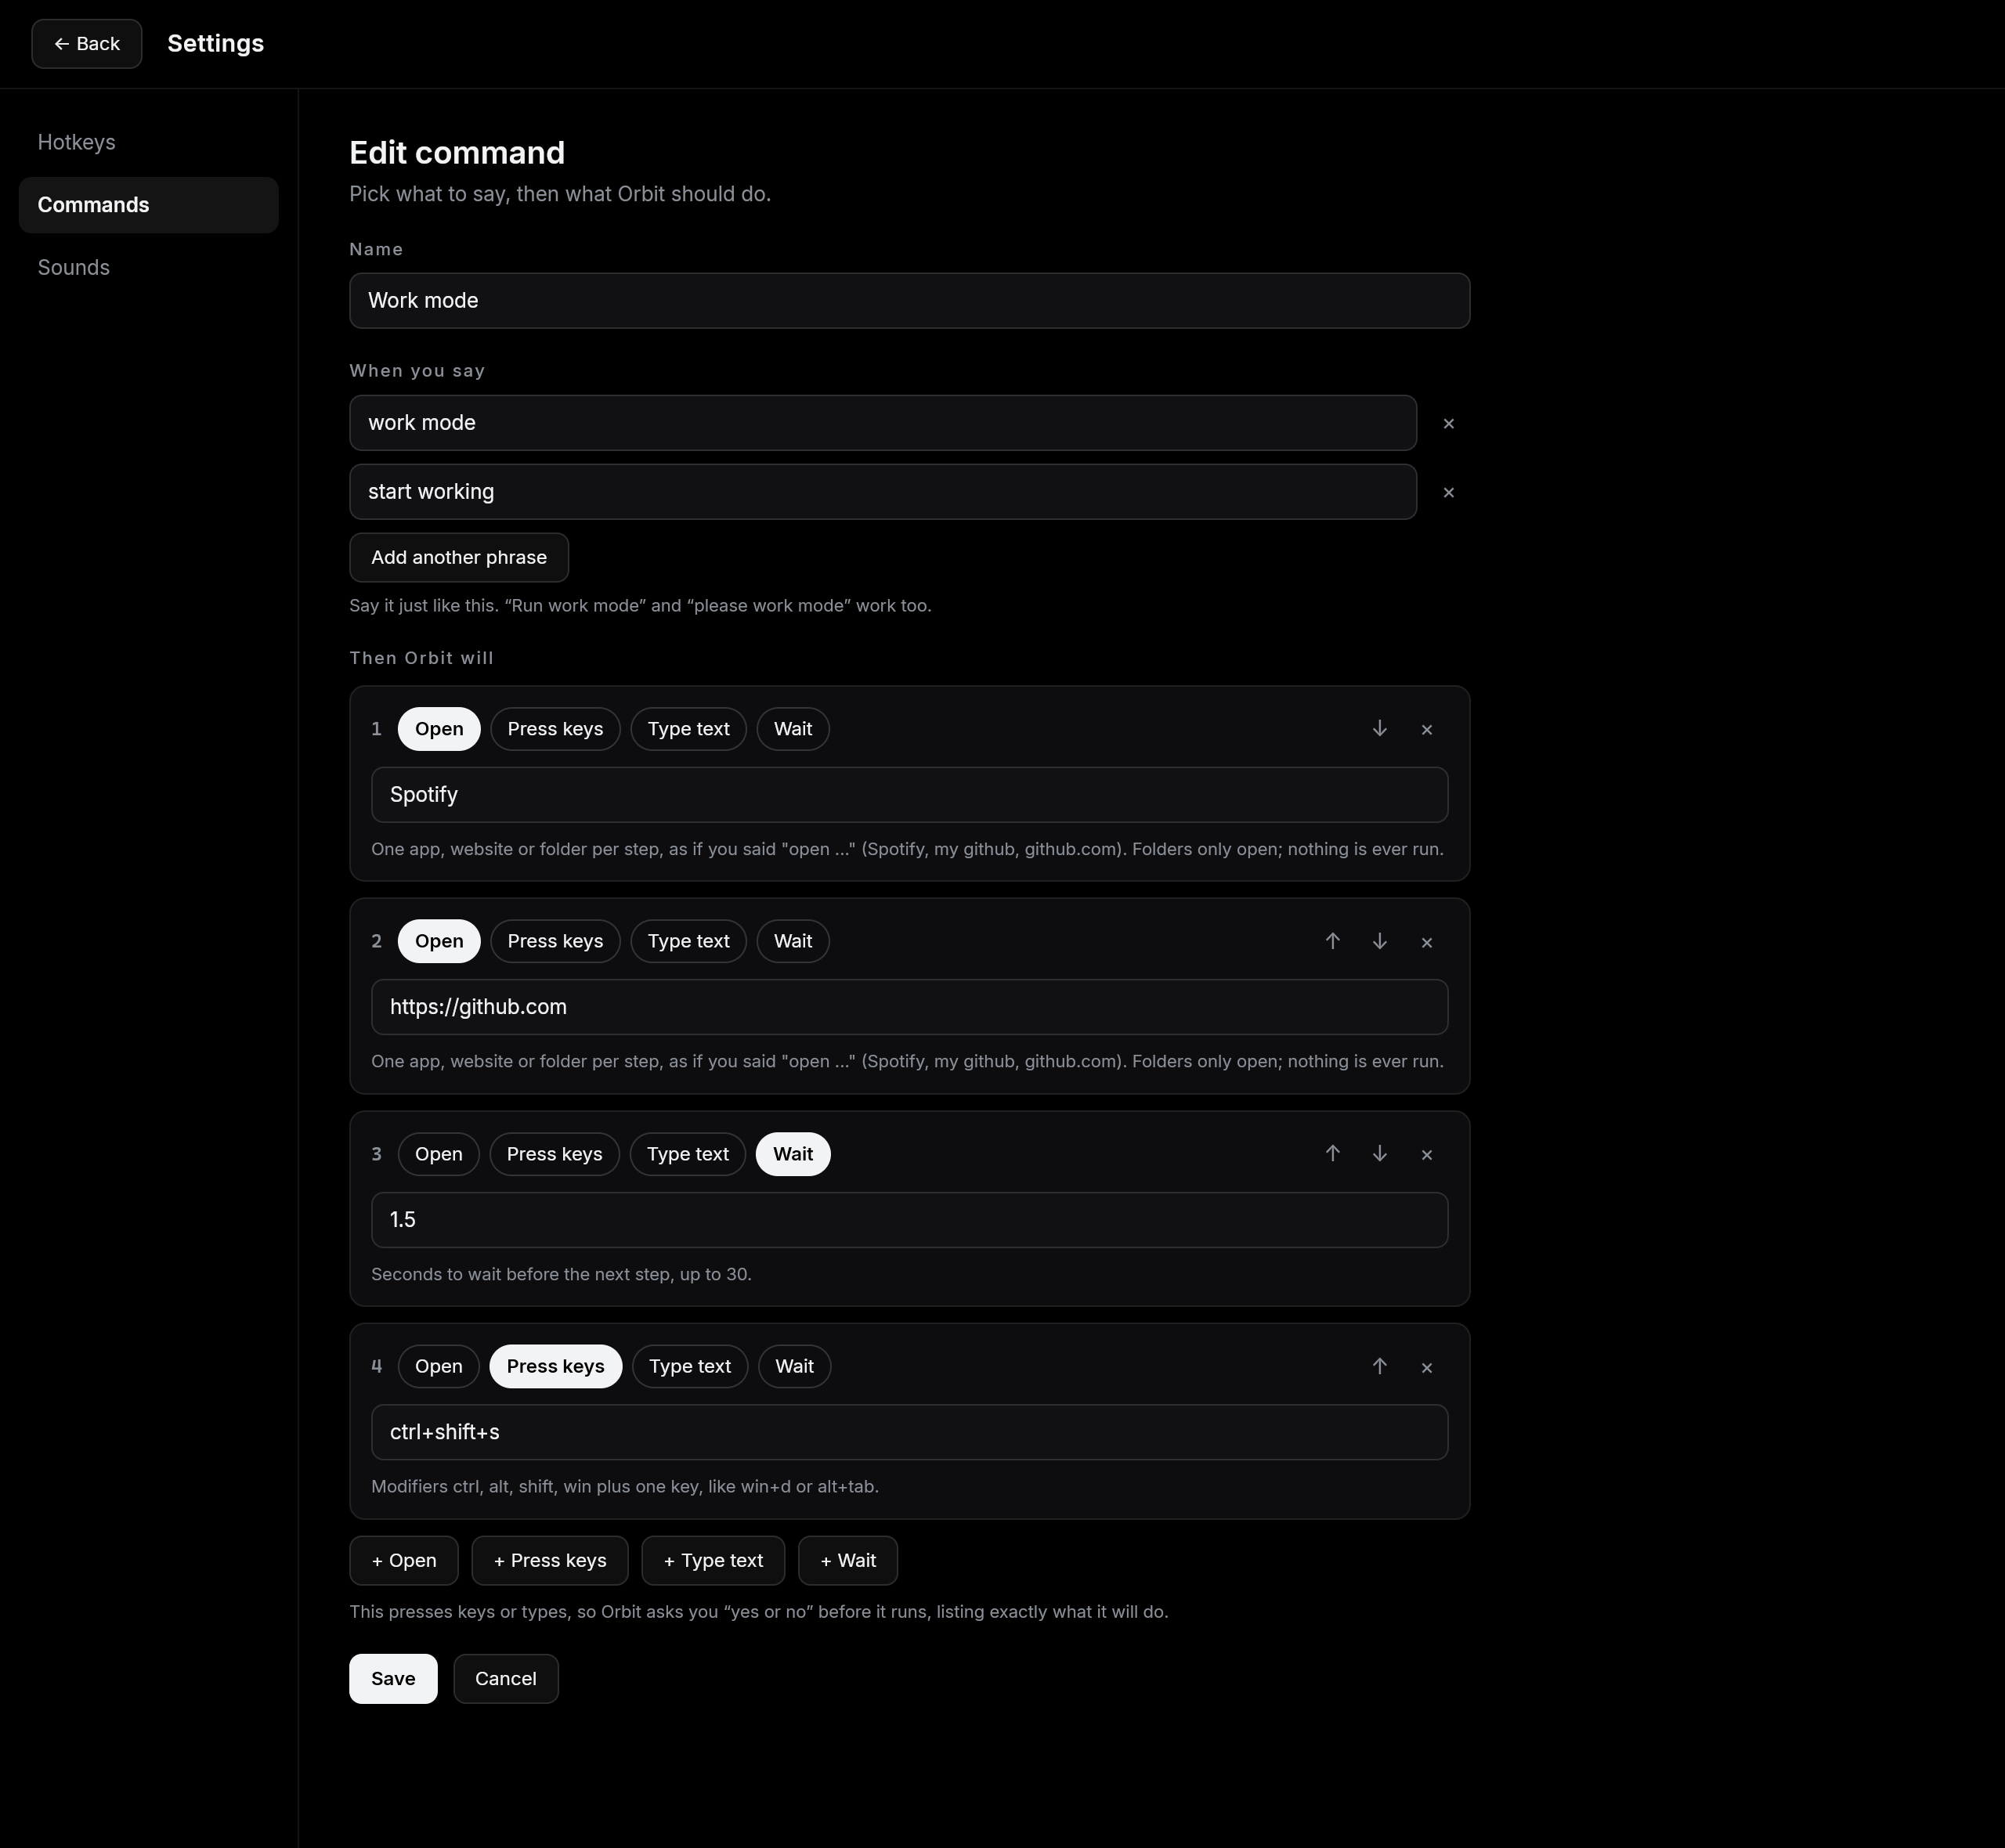 ← Back Settings
Hotkeys
Commands
Sounds
Edit command
Pick what to say, then what Orbit should do.
Name
Work mode
When you say
work mode ×
start working ×
Add another phrase
Say it just like this. “Run work mode” and “please work mode” work too.
Then Orbit will
1 Open Press keys Type text Wait ↓ ×
Spotify
One app, website or folder per step, as if you said "open ..." (Spotify, my github, github.com). Folders only open; nothing is ever run.
2 Open Press keys Type text Wait ↑ ↓ ×
https://github.com
One app, website or folder per step, as if you said "open ..." (Spotify, my github, github.com). Folders only open; nothing is ever run.
3 Open Press keys Type text Wait ↑ ↓ ×
1.5
Seconds to wait before the next step, up to 30.
4 Open Press keys Type text Wait ↑ ×
ctrl+shift+s
Modifiers ctrl, alt, shift, win plus one key, like win+d or alt+tab.
+ Open + Press keys + Type text + Wait
This presses keys or types, so Orbit asks you “yes or no” before it runs, listing exactly what it will do.
Save Cancel